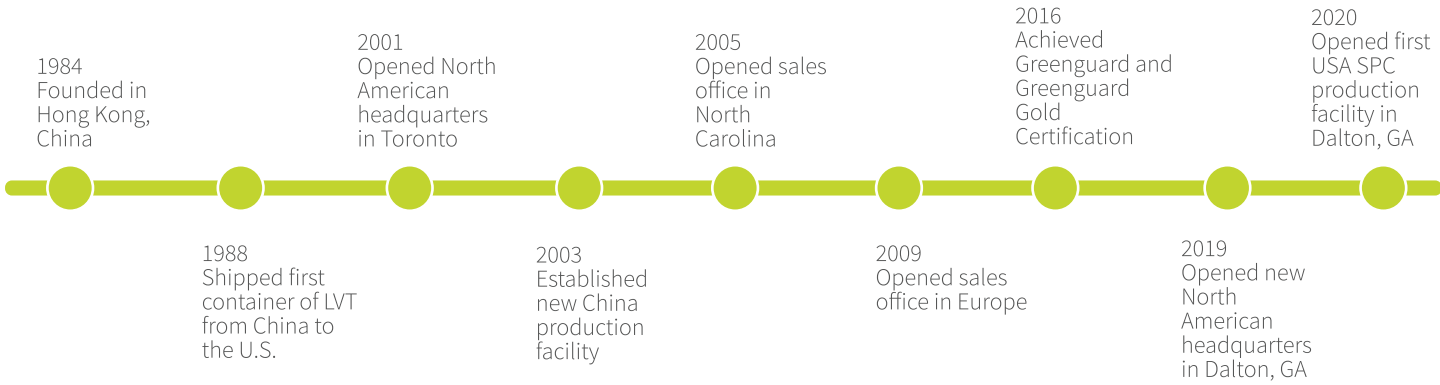 1984
Founded in
Hong Kong,
China
1988
Shipped first
container of LVT
from China to
the U.S.
2001
Opened North
American
headquarters
in Toronto
2003
Established
new China
production
facility
2005
Opened sales
office in
North
Carolina
2009
Opened sales
office in Europe
2016
Achieved
Greenguard and
Greenguard
Gold
Certification
2019
Opened new
North
American
headquarters
in Dalton, GA
2020
Opened first
USA SPC
production
facility in
Dalton, GA